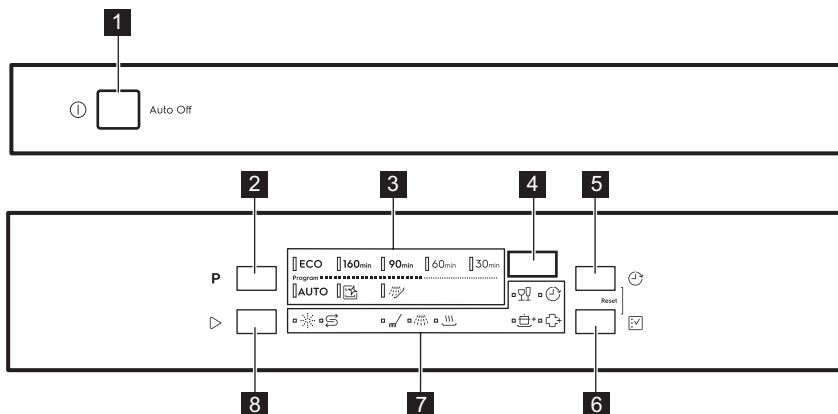 1
Auto Off
2 3 4 5
P
ECO 160min 90min 60min 30min
Program
AUTO
Reset
8 7 6